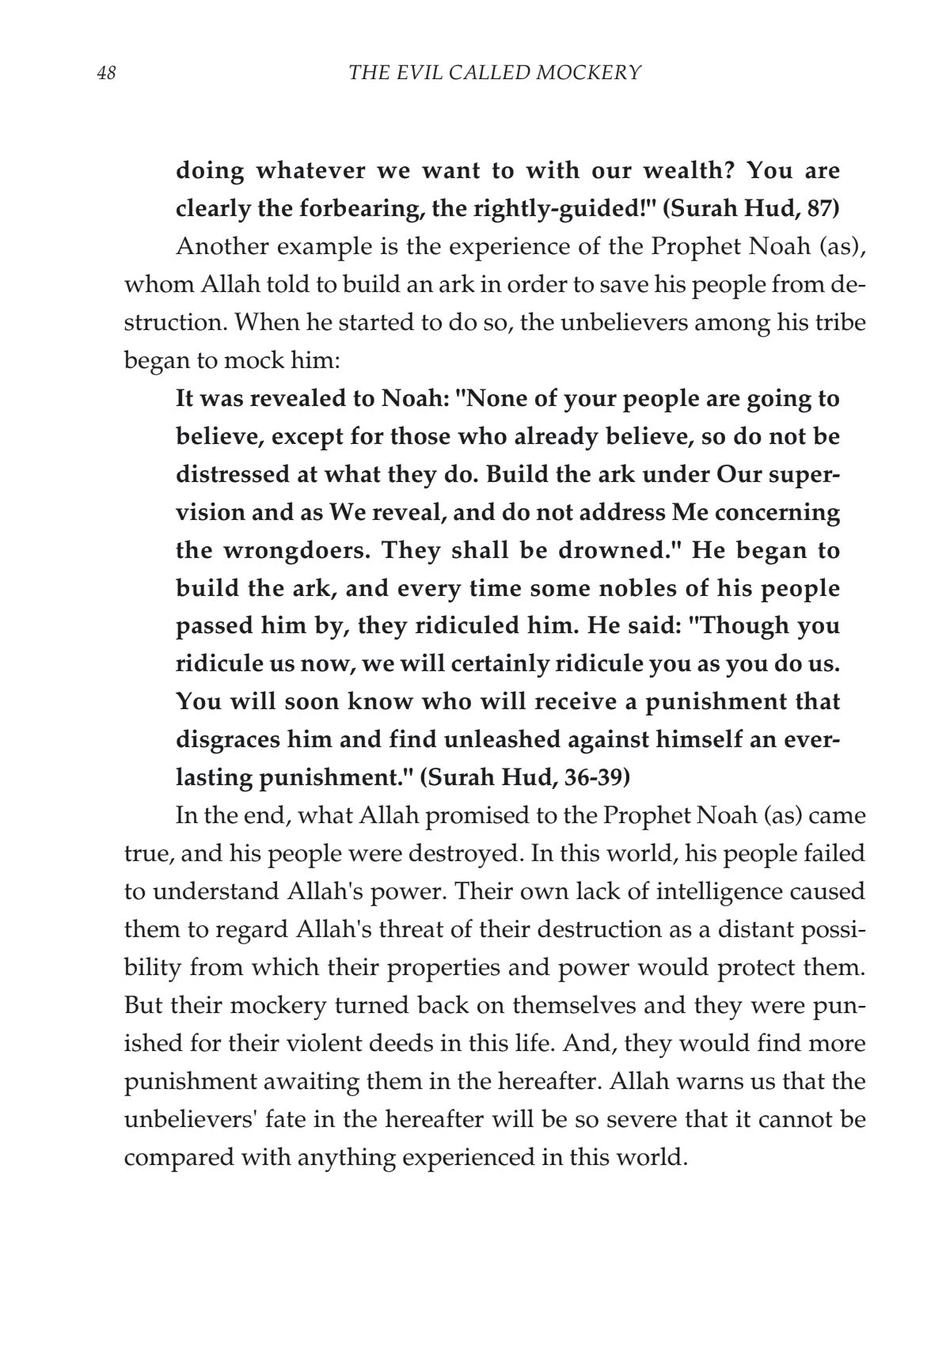 48
THE EVIL CALLED MOCKERY
doing whatever we want to with our wealth? You are
clearly the forbearing, the rightly-guided!" (Surah Hud, 87)
Another example is the experience of the Prophet Noah (as),
whom Allah told to build an ark in order to save his people from de-
struction. When he started to do so, the unbelievers among his tribe
began to mock him:
It was revealed to Noah: "None of your people are going to
believe, except for those who already believe, so do not be
distressed at what they do. Build the ark under Our super-
vision and as We reveal, and do not address Me concerning
the wrongdoers. They shall be drowned." He began to
build the ark, and every time some nobles of his people
passed him by, they ridiculed him. He said: "Though you
ridicule us now, we will certainly ridicule you as you do us.
You will soon know who will receive a punishment that
disgraces him and find unleashed against himself an ever-
lasting punishment." (Surah Hud, 36-39)
In the end, what Allah promised to the Prophet Noah (as) came
true, and his people were destroyed. In this world, his people failed
to understand Allah's power. Their own lack of intelligence caused
them to regard Allah's threat of their destruction as a distant possi-
bility from which their properties and power would protect them.
But their mockery turned back on themselves and they were pun-
ished for their violent deeds in this life. And, they would find more
punishment awaiting them in the hereafter. Allah warns us that the
unbelievers' fate in the hereafter will be so severe that it cannot be
compared with anything experienced in this world.